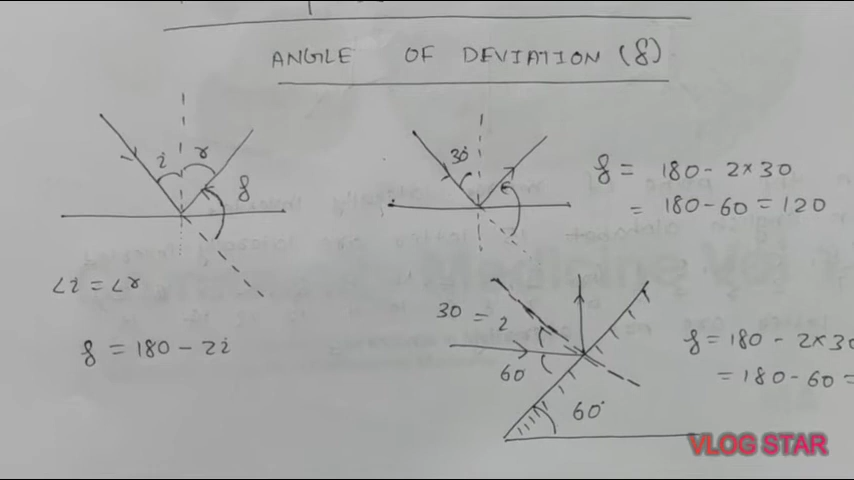 ANGLE OF DEVIATION (δ)
i r
δ
∠i = ∠r
δ = 180 - 2i
30°
δ = 180 - 2×30
= 180-60 = 120
30 = i
60
60°
δ = 180 - 2×30
= 180-60 =
VLOG STAR